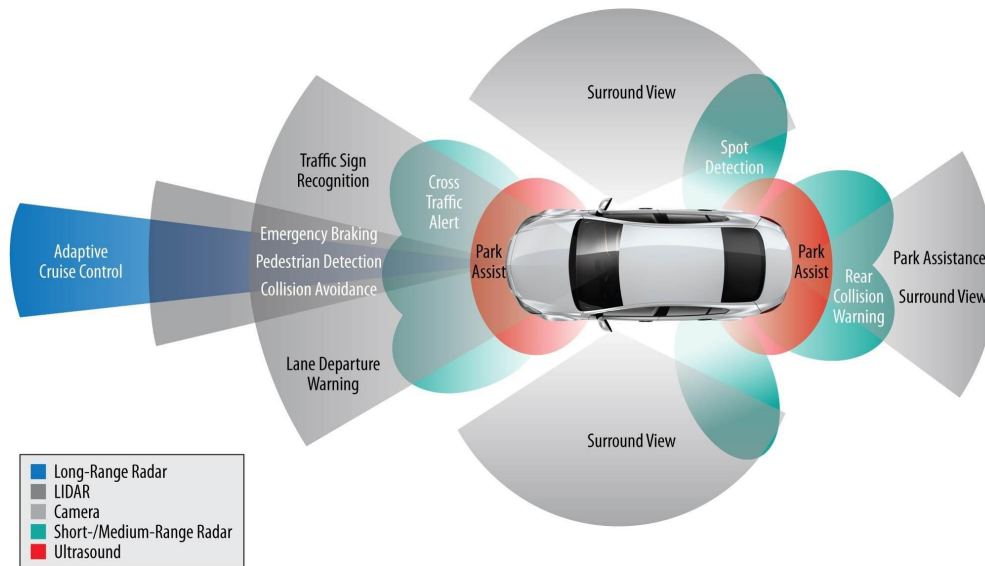 Surround View
Spot
Detection
Traffic Sign
Recognition
Cross
Traffic
Alert
Emergency Braking
Adaptive
Cruise Control
Pedestrian Detection
Collision Avoidance
Park
Assist
Park
Assist
Rear
Collision
Warning
Park Assistance
Surround View
Lane Departure
Warning
Surround View
Long-Range Radar
LIDAR
Camera
Short-/Medium-Range Radar
Ultrasound